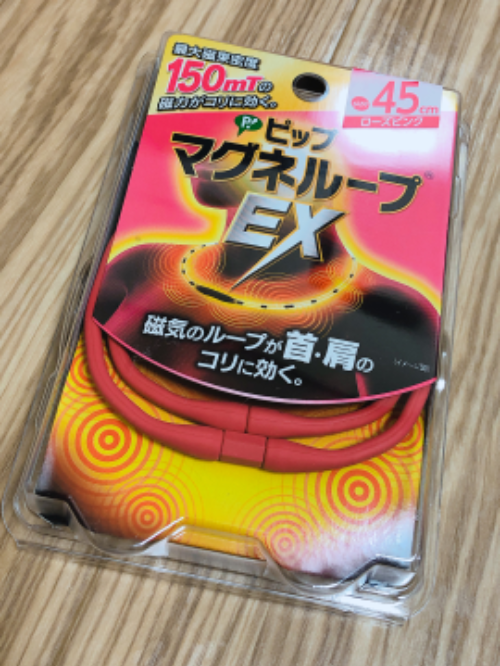 最大磁束密度
150mTの
磁力がコリに効く。
45cm
ローズピンク
ピップ
マグネループ
EX
磁気のループが首・肩の
コリに効く。